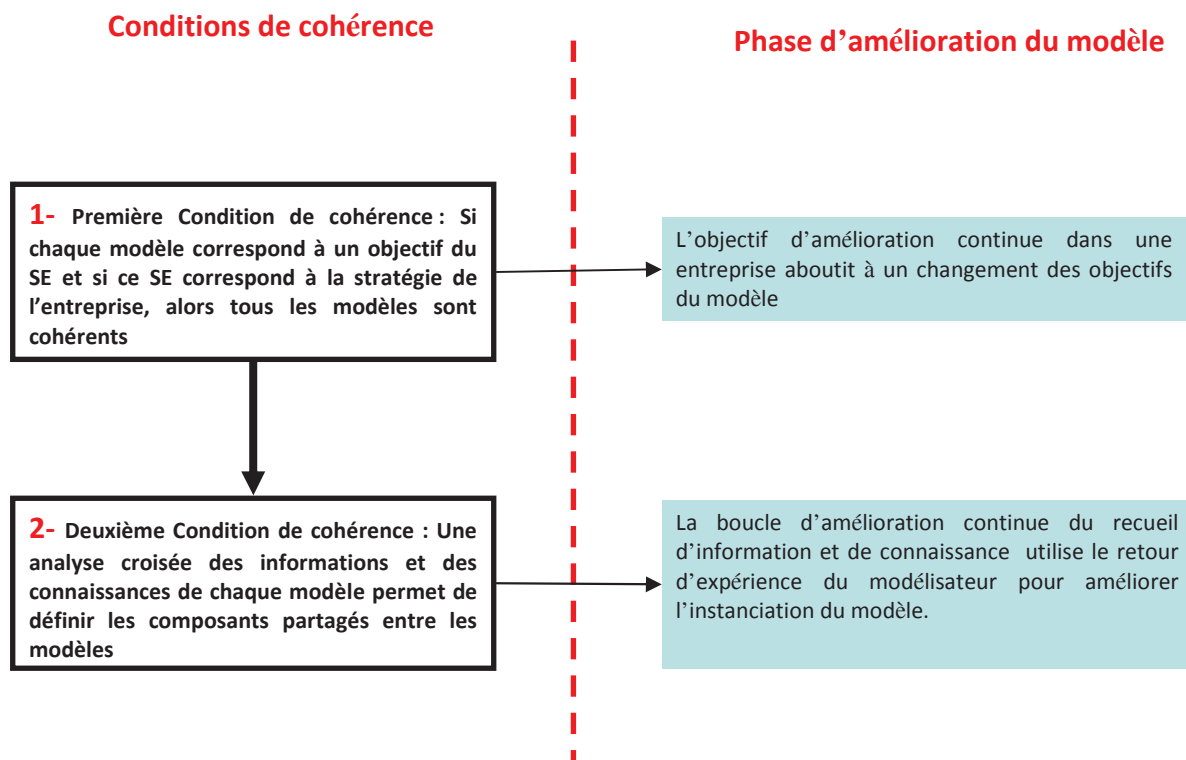 Conditions de cohérence
Phase d’amélioration du modèle
1- Première Condition de cohérence : Si
chaque modèle correspond à un objectif du
SE et si ce SE correspond à la stratégie de
l’entreprise, alors tous les modèles sont
cohérents
L’objectif d’amélioration continue dans une
entreprise aboutit à un changement des objectifs
du modèle
2- Deuxième Condition de cohérence : Une
analyse croisée des informations et des
connaissances de chaque modèle permet de
définir les composants partagés entre les
modèles
La boucle d’amélioration continue du recueil
d’information et de connaissance utilise le retour
d’expérience du modélisateur pour améliorer
l’instanciation du modèle.